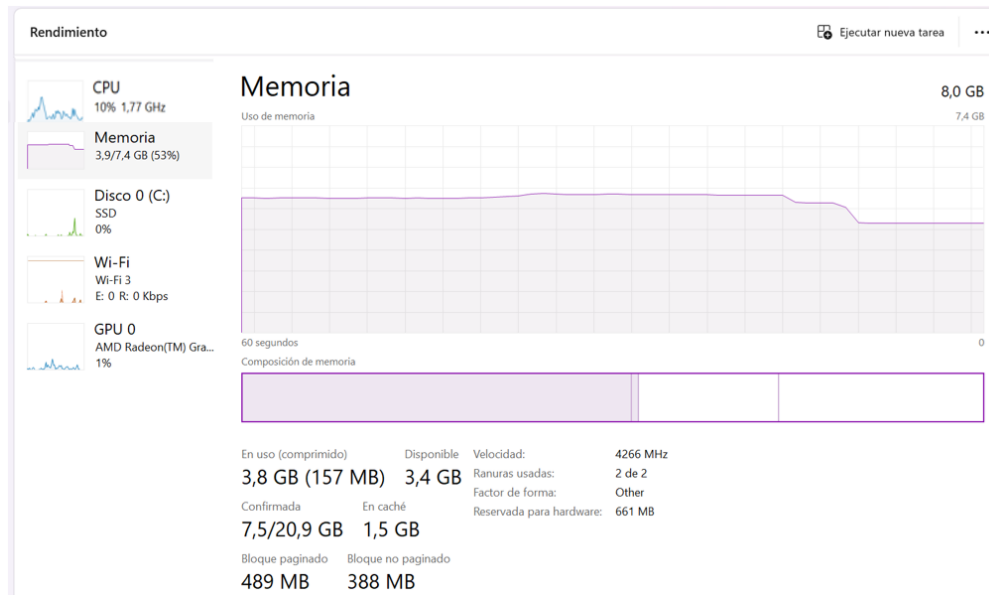 Rendimiento
Ejecutar nueva tarea
CPU
10% 1,77 GHz
Memoria
3,9/7,4 GB (53%)
Disco 0 (C:)
SSD
0%
Wi-Fi
Wi-Fi 3
E: 0 R: 0 Kbps
GPU 0
AMD Radeon(TM) Gra...
1%
Memoria
8,0 GB
Uso de memoria
7,4 GB
60 segundos
0
Composición de memoria
En uso (comprimido)
3,8 GB (157 MB)
Disponible
3,4 GB
Confirmada
7,5/20,9 GB
En caché
1,5 GB
Bloque paginado
489 MB
Bloque no paginado
388 MB
Velocidad: 4266 MHz
Ranuras usadas: 2 de 2
Factor de forma: Other
Reservada para hardware: 661 MB